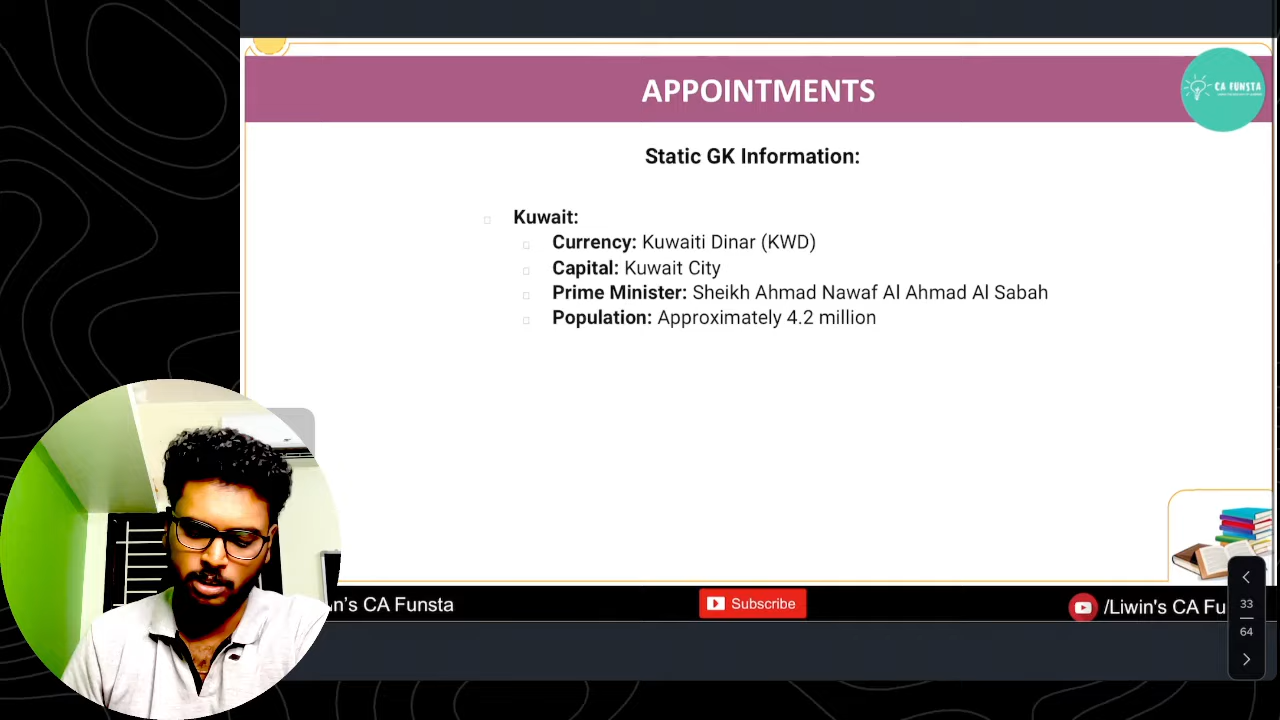 APPOINTMENTS
CA FUNSTA
Static GK Information:
Kuwait:
Currency: Kuwaiti Dinar (KWD)
Capital: Kuwait City
Prime Minister: Sheikh Ahmad Nawaf Al Ahmad Al Sabah
Population: Approximately 4.2 million
n's CA Funsta
Subscribe
/Liwin's CA Fu
33
64